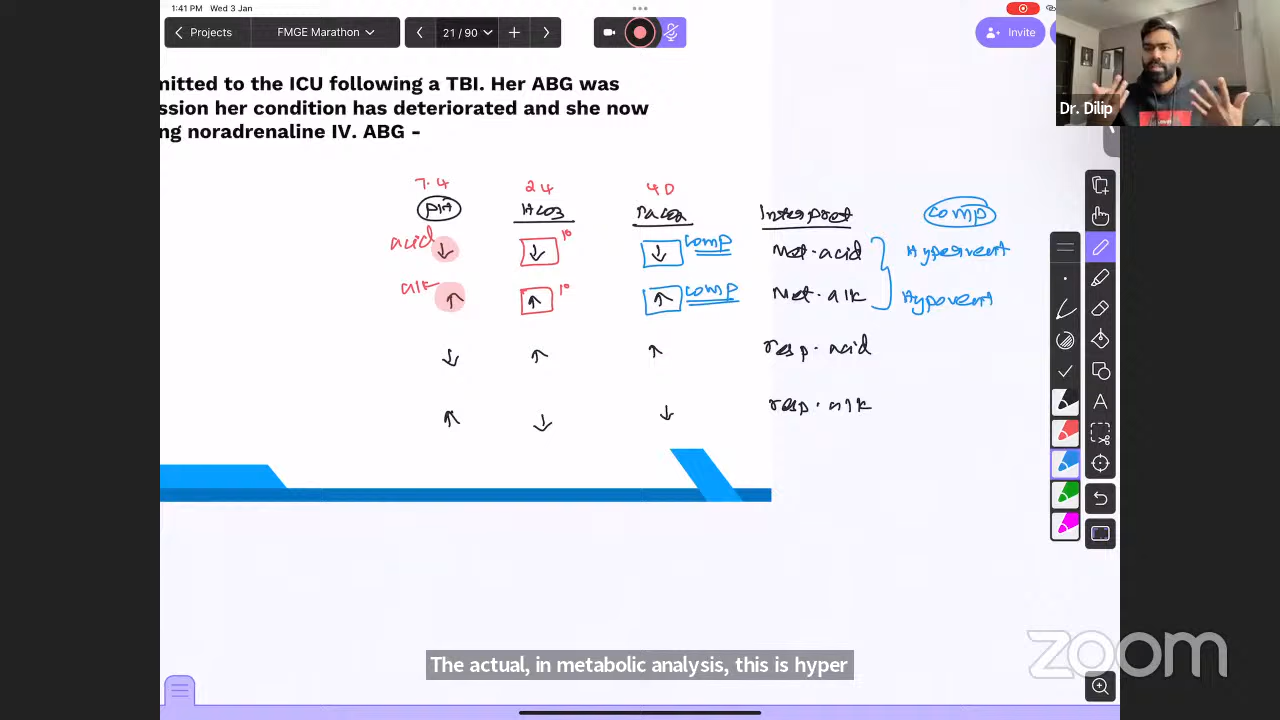 1:41 PM Wed 3 Jan
Projects
FMGE Marathon
21 / 90
Invite
mitted to the ICU following a TBI. Her ABG was
ssion her condition has deteriorated and she now
ng noradrenaline IV. ABG -
Dr. Dilip
7.4 24 40
PH HCO3 PaCO2 Interpret Comp
acid ↓ ↓ 1° ↓ comp Met. acid Hypervent
alk ↑ ↑ 1° ↑ comp Met. alk Hypovent
↓ ↑ ↑ resp. acid
↑ ↓ ↓ resp. alk
A
zoom
The actual, in metabolic analysis, this is hyper